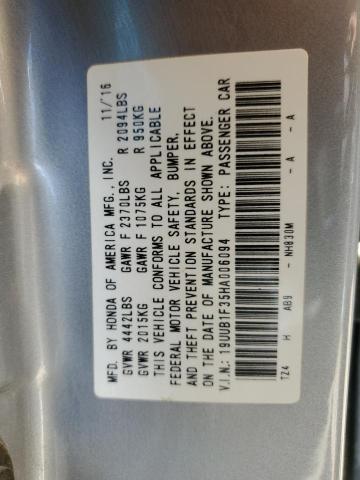 MFD. BY HONDA OF AMERICA MFG., INC. 11/16
GVWR 4442LBS GAWR F 2370LBS R 2094LBS
GVWR 2015KG GAWR F 1075KG R 950KG
THIS VEHICLE CONFORMS TO ALL APPLICABLE
FEDERAL MOTOR VEHICLE SAFETY, BUMPER,
AND THEFT PREVENTION STANDARDS IN EFFECT
ON THE DATE OF MANUFACTURE SHOWN ABOVE.
V.I.N.: 19UUB1F35HA006094 TYPE: PASSENGER CAR
TZ4 H AB9 - NH830M - A - A